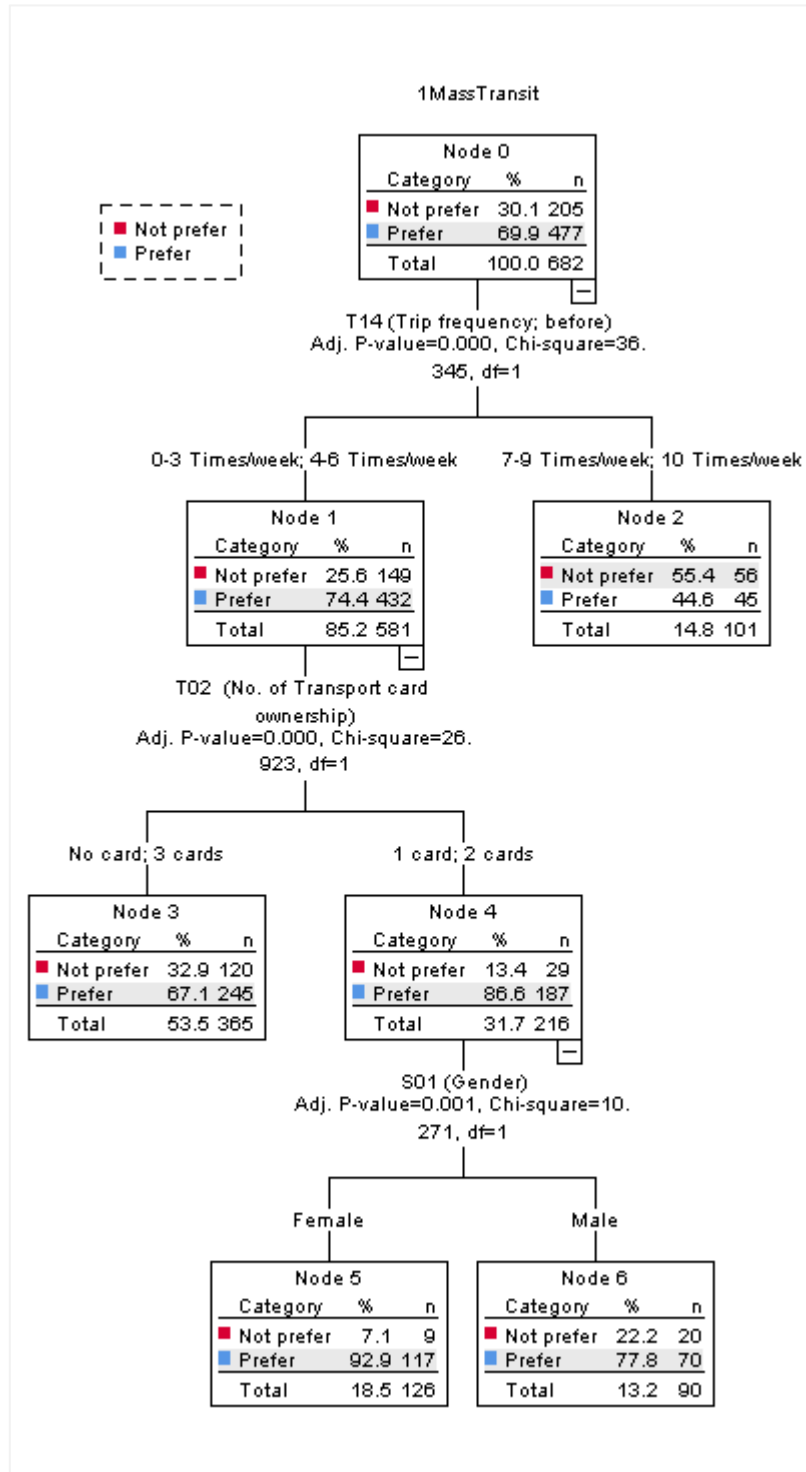 1MassTransit
Not prefer
Prefer
Node 0
Category % n
Not prefer 30.1 205
Prefer 69.9 477
Total 100.0 682
T14 (Trip frequency; before)
Adj. P-value=0.000, Chi-square=36.
345, df=1
0-3 Times/week; 4-6 Times/week
7-9 Times/week; 10 Times/week
Node 1
Category % n
Not prefer 25.6 149
Prefer 74.4 432
Total 85.2 581
Node 2
Category % n
Not prefer 55.4 56
Prefer 44.6 45
Total 14.8 101
T02 (No. of Transport card
ownership)
Adj. P-value=0.000, Chi-square=26.
923, df=1
No card; 3 cards
1 card; 2 cards
Node 3
Category % n
Not prefer 32.9 120
Prefer 67.1 245
Total 53.5 365
Node 4
Category % n
Not prefer 13.4 29
Prefer 86.6 187
Total 31.7 216
S01 (Gender)
Adj. P-value=0.001, Chi-square=10.
271, df=1
Female
Male
Node 5
Category % n
Not prefer 7.1 9
Prefer 92.9 117
Total 18.5 126
Node 6
Category % n
Not prefer 22.2 20
Prefer 77.8 70
Total 13.2 90